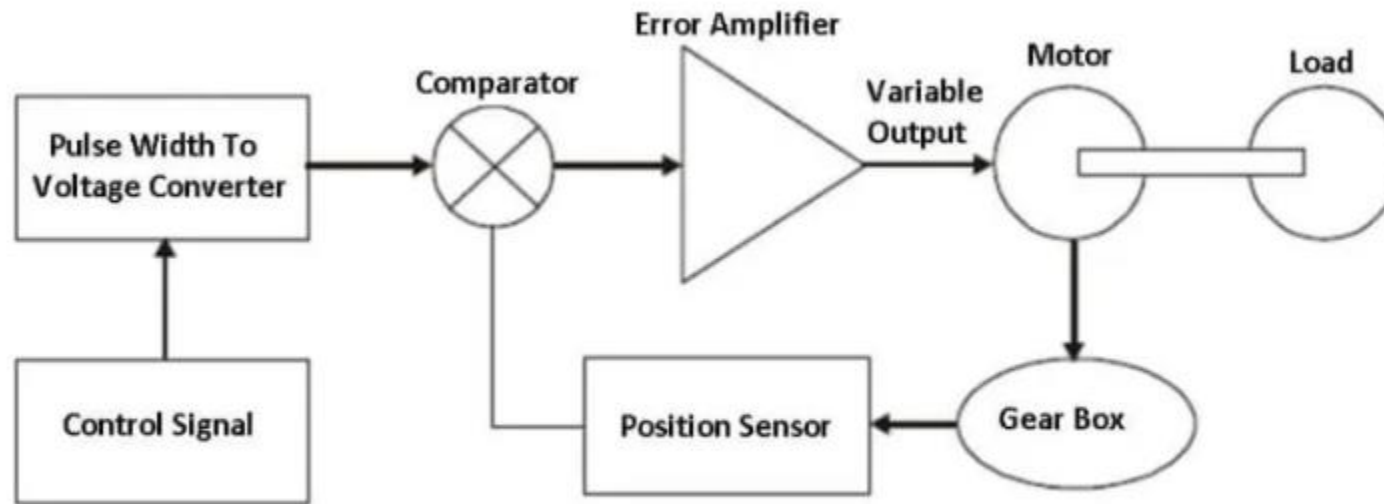 Error Amplifier
Comparator
Motor
Load
Variable
Output
Pulse Width To
Voltage Converter
Control Signal
Position Sensor
Gear Box